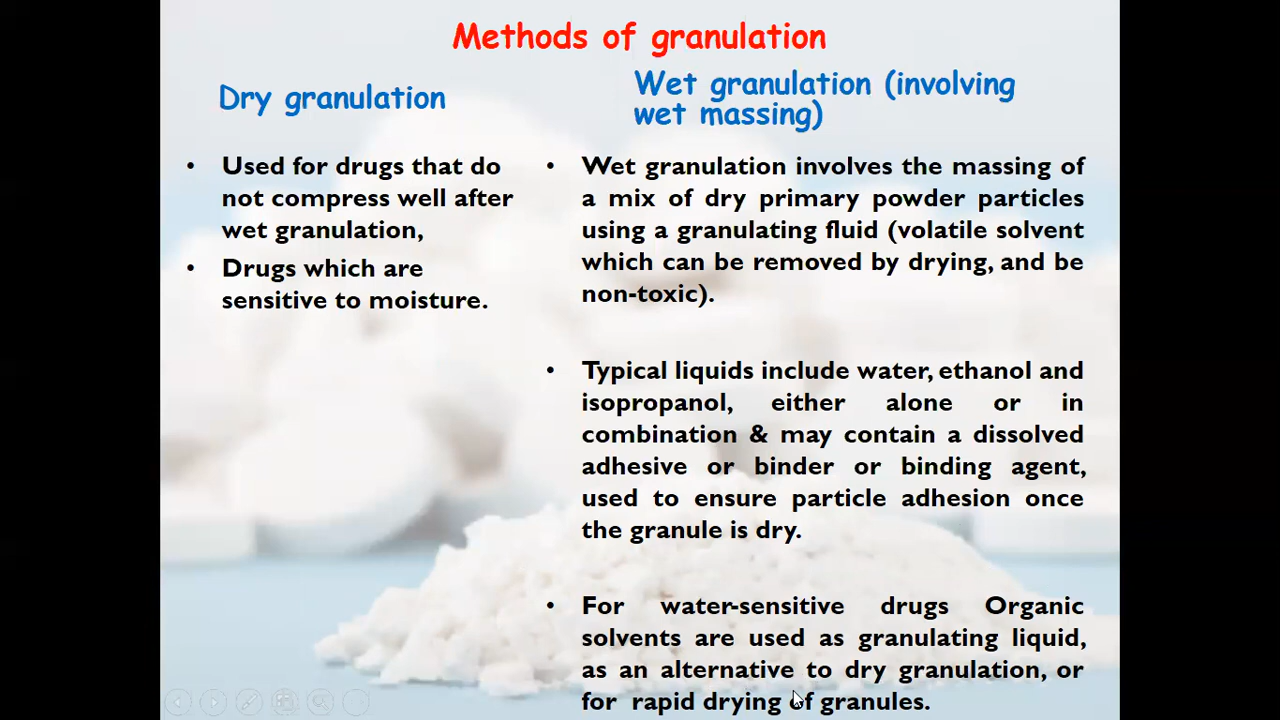 Methods of granulation
Dry granulation
• Used for drugs that do
not compress well after
wet granulation,
• Drugs which are
sensitive to moisture.
Wet granulation (involving
wet massing)
• Wet granulation involves the massing of
a mix of dry primary powder particles
using a granulating fluid (volatile solvent
which can be removed by drying, and be
non-toxic).
• Typical liquids include water, ethanol and
isopropanol, either alone or in
combination & may contain a dissolved
adhesive or binder or binding agent,
used to ensure particle adhesion once
the granule is dry.
• For water-sensitive drugs Organic
solvents are used as granulating liquid,
as an alternative to dry granulation, or
for rapid drying of granules.